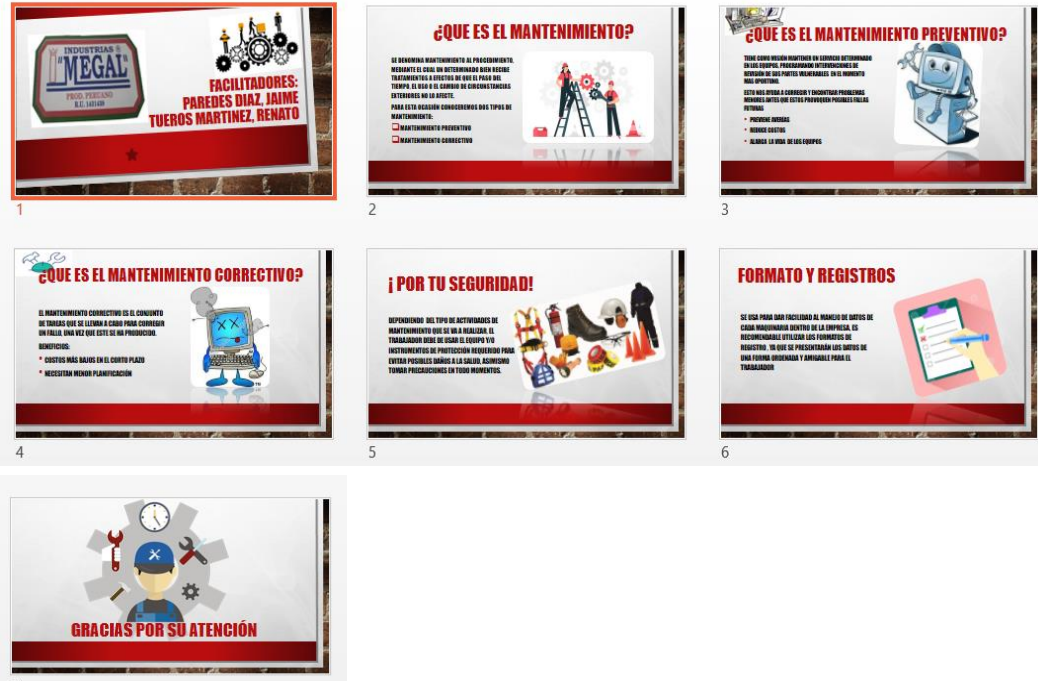 INDUSTRIAS ®
"MEGAL"
PROD. PERUANO
FACILITADORES:
PAREDES DIAZ, JAIME
TUEROS MARTINEZ, RENATO
1
¿QUE ES EL MANTENIMIENTO?
SE DENOMINA MANTENIMIENTO AL PROCEDIMIENTO,
MEDIANTE EL CUAL UN DETERMINADO BIEN RECIBE
TRATAMIENTOS A EFECTOS DE QUE EL PASO DEL
TIEMPO, EL USO O EL CAMBIO DE CIRCUNSTANCIAS
EXTERIORES NO LO AFECTE.
PARA ESTA OCASIÓN CONOCEREMOS DOS TIPOS DE
MANTENIMIENTO:
MANTENIMIENTO PREVENTIVO
MANTENIMIENTO CORRECTIVO
2
¿QUE ES EL MANTENIMIENTO PREVENTIVO?
TIENE COMO MISIÓN MANTENER UN SERVICIO DETERMINADO
EN LOS EQUIPOS, PROGRAMANDO INTERVENCIONES DE
REVISIÓN DE SUS PARTES VULNERABLES EN EL MOMENTO
MAS OPORTUNO.
ESTO NOS AYUDA A CORREGIR Y ENCONTRAR PROBLEMAS
MENORES ANTES QUE ESTOS PROVOQUEN POSIBLES FALLAS
FUTURAS
• PREVIENE AVERIAS
• REDUCE COSTOS
• ALARGA LA VIDA DE LOS EQUIPOS
3
¿QUE ES EL MANTENIMIENTO CORRECTIVO?
EL MANTENIMIENTO CORRECTIVO ES EL CONJUNTO
DE TAREAS QUE SE LLEVAN A CABO PARA CORREGIR
UN FALLO, UNA VEZ QUE ESTE SE HA PRODUCIDO.
BENEFICIOS:
• COSTOS MÁS BAJOS EN EL CORTO PLAZO
• NECESITAN MENOR PLANIFICACIÓN
4
¡ POR TU SEGURIDAD!
DEPENDIENDO DEL TIPO DE ACTIVIDADES DE
MANTENIMIENTO QUE SE VA A REALIZAR, EL
TRABAJADOR DEBE DE USAR EL EQUIPO Y/O
INSTRUMENTOS DE PROTECCIÓN REQUERIDO PARA
EVITAR POSIBLES DAÑOS A LA SALUD, ASIMISMO
TOMAR PRECAUCIONES EN TODO MOMENTOS.
5
FORMATO Y REGISTROS
SE USA PARA DAR FACILIDAD AL MANEJO DE DATOS DE
CADA MAQUINARIA DENTRO DE LA EMPRESA, ES
RECOMENDABLE UTILIZAR LOS FORMATOS DE
REGISTRO , YA QUE SE PRESENTARÁN LOS DATOS DE
UNA FORMA ORDENADA Y AMIGABLE PARA EL
TRABAJADOR
6
GRACIAS POR SU ATENCIÓN